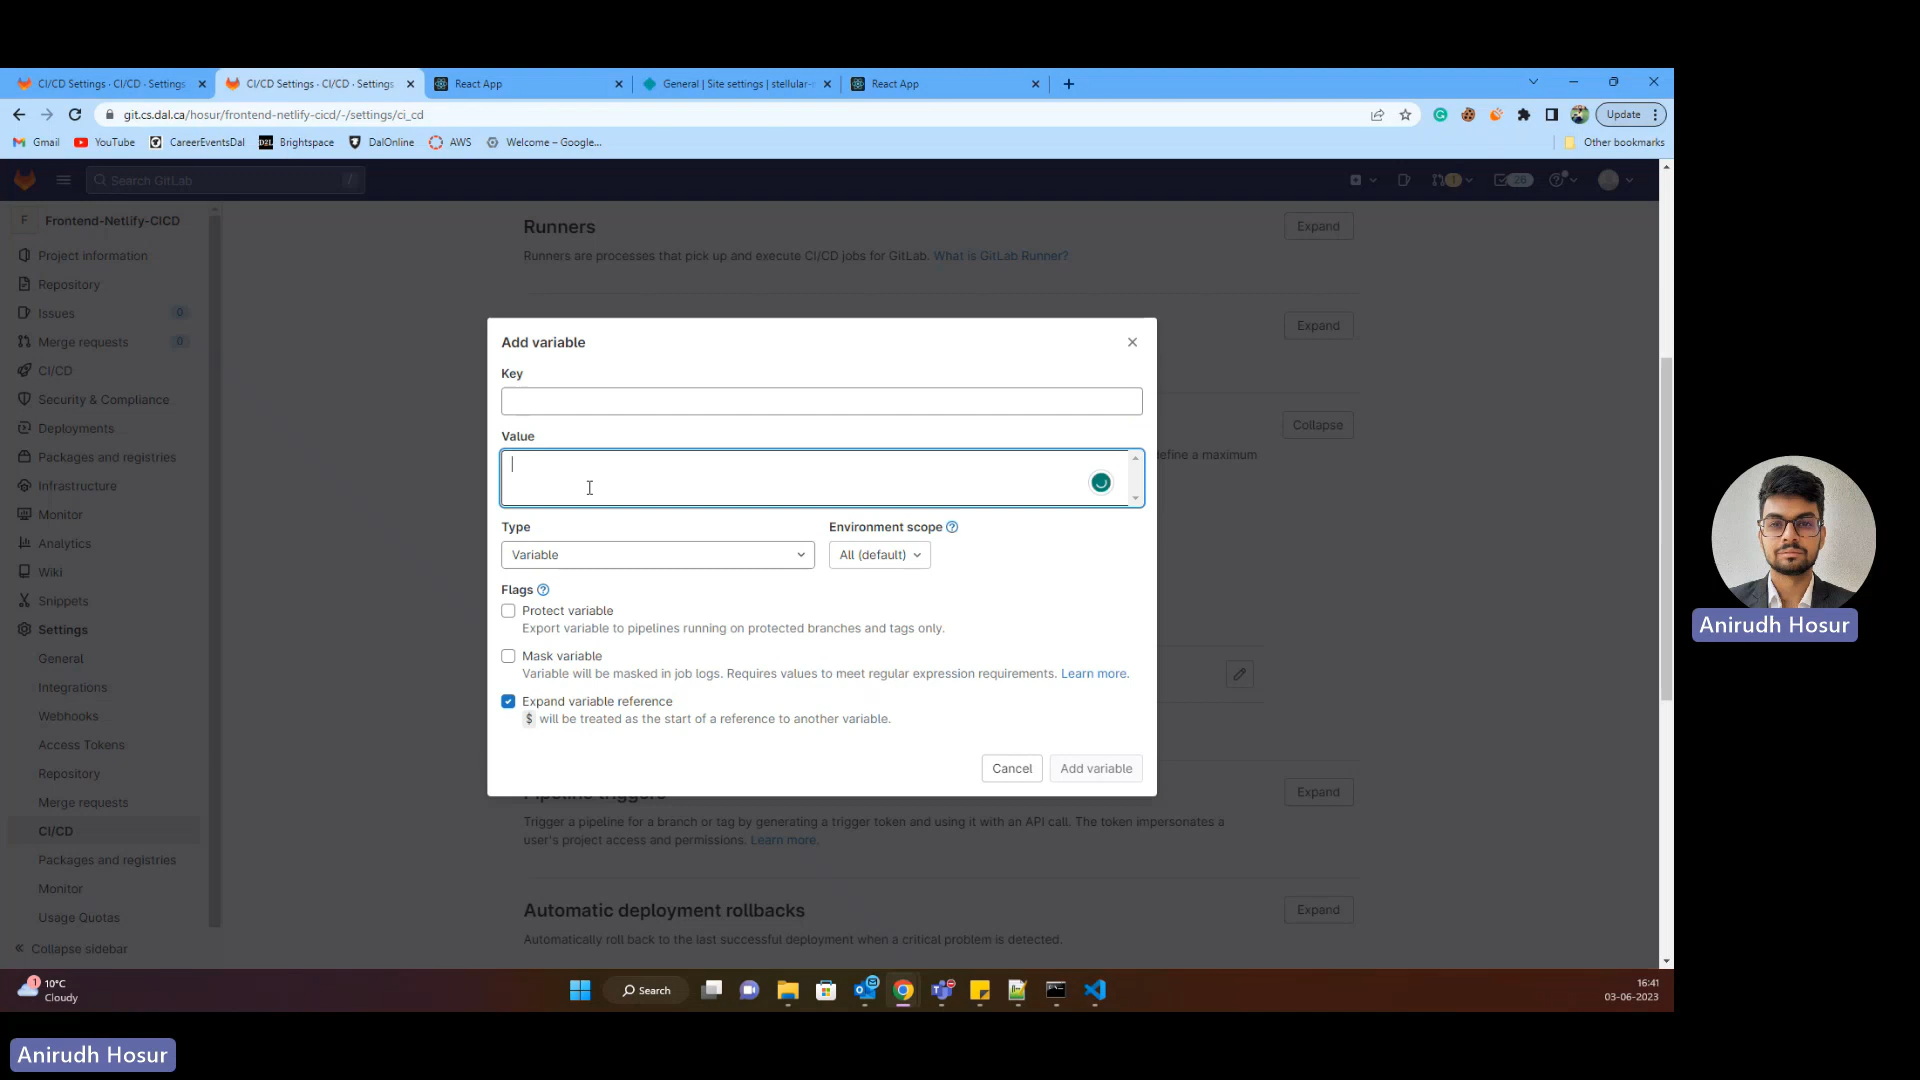 CI/CD Settings · CI/CD · Settings
CI/CD Settings · CI/CD · Settings
React App
General | Site settings | stellular-
React App
git.cs.dal.ca/hosur/frontend-netlify-cicd/-/settings/ci_cd
Update
Gmail
YouTube
CareerEventsDal
Brightspace
DalOnline
AWS
Welcome – Google...
Other bookmarks
Search GitLab
/
1
26
F
Frontend-Netlify-CICD
Project information
Repository
Issues
0
Merge requests
0
CI/CD
Security & Compliance
Deployments
Packages and registries
Infrastructure
Monitor
Analytics
Wiki
Snippets
Settings
General
Integrations
Webhooks
Access Tokens
Repository
Merge requests
CI/CD
Packages and registries
Monitor
Usage Quotas
Collapse sidebar
Runners
Expand
Runners are processes that pick up and execute CI/CD jobs for GitLab. What is GitLab Runner?
Expand
Collapse
efine a maximum
Add variable
Key
Value
Type
Environment scope
Variable
All (default)
Flags
Protect variable
Export variable to pipelines running on protected branches and tags only.
Mask variable
Variable will be masked in job logs. Requires values to meet regular expression requirements. Learn more.
Expand variable reference
$ will be treated as the start of a reference to another variable.
Cancel
Add variable
Pipeline triggers
Expand
Trigger a pipeline for a branch or tag by generating a trigger token and using it with an API call. The token impersonates a
user's project access and permissions. Learn more.
Automatic deployment rollbacks
Expand
Automatically roll back to the last successful deployment when a critical problem is detected.
1
10°C
Cloudy
Search
16:41
03-06-2023
Anirudh Hosur
Anirudh Hosur